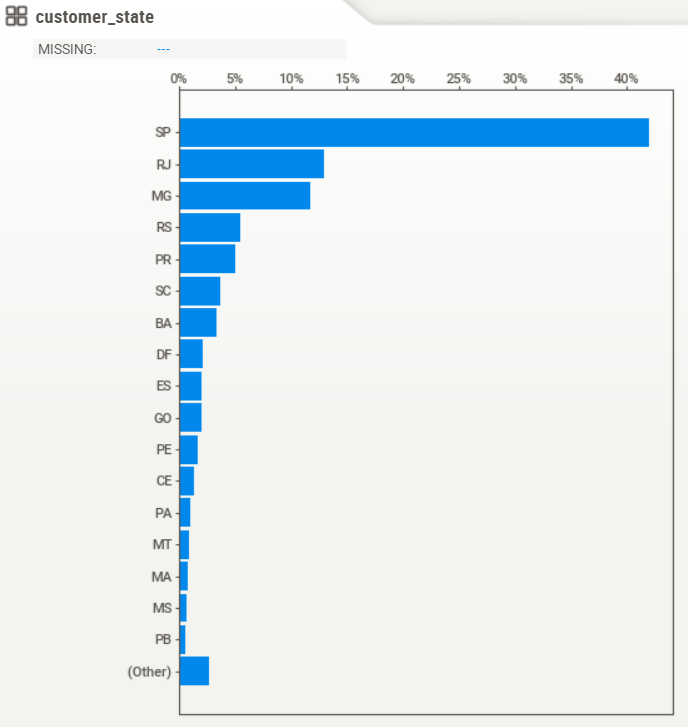 customer_state
MISSING: ---
0% 5% 10% 15% 20% 25% 30% 35% 40%
SP
RJ
MG
RS
PR
SC
BA
DF
ES
GO
PE
CE
PA
MT
MA
MS
PB
(Other)